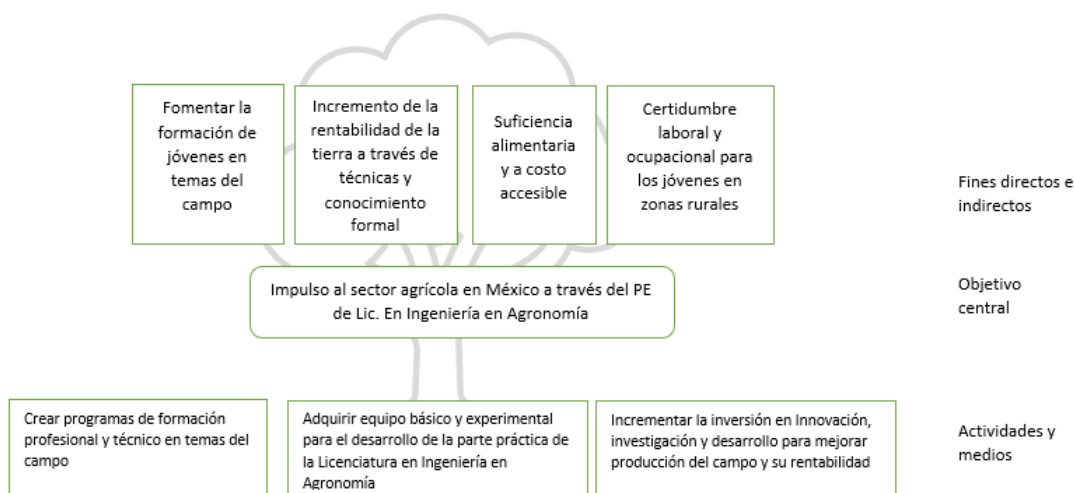 Fomentar la
formación de
jóvenes en
temas del
campo
Incremento de la
rentabilidad de la
tierra a través de
técnicas y
conocimiento
formal
Suficiencia
alimentaria
y a costo
accesible
Certidumbre
laboral y
ocupacional para
los jóvenes en
zonas rurales
Fines directos e
indirectos
Impulso al sector agrícola en México a través del PE
de Lic. En Ingeniería en Agronomía
Objetivo
central
Crear programas de formación
profesional y técnico en temas del
campo
Adquirir equipo básico y experimental
para el desarrollo de la parte práctica de
la Licenciatura en Ingeniería en
Agronomía
Incrementar la inversión en Innovación,
investigación y desarrollo para mejorar
producción del campo y su rentabilidad
Actividades y
medios